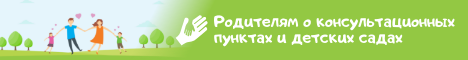 Родителям о консультационных
пунктах и детских садах